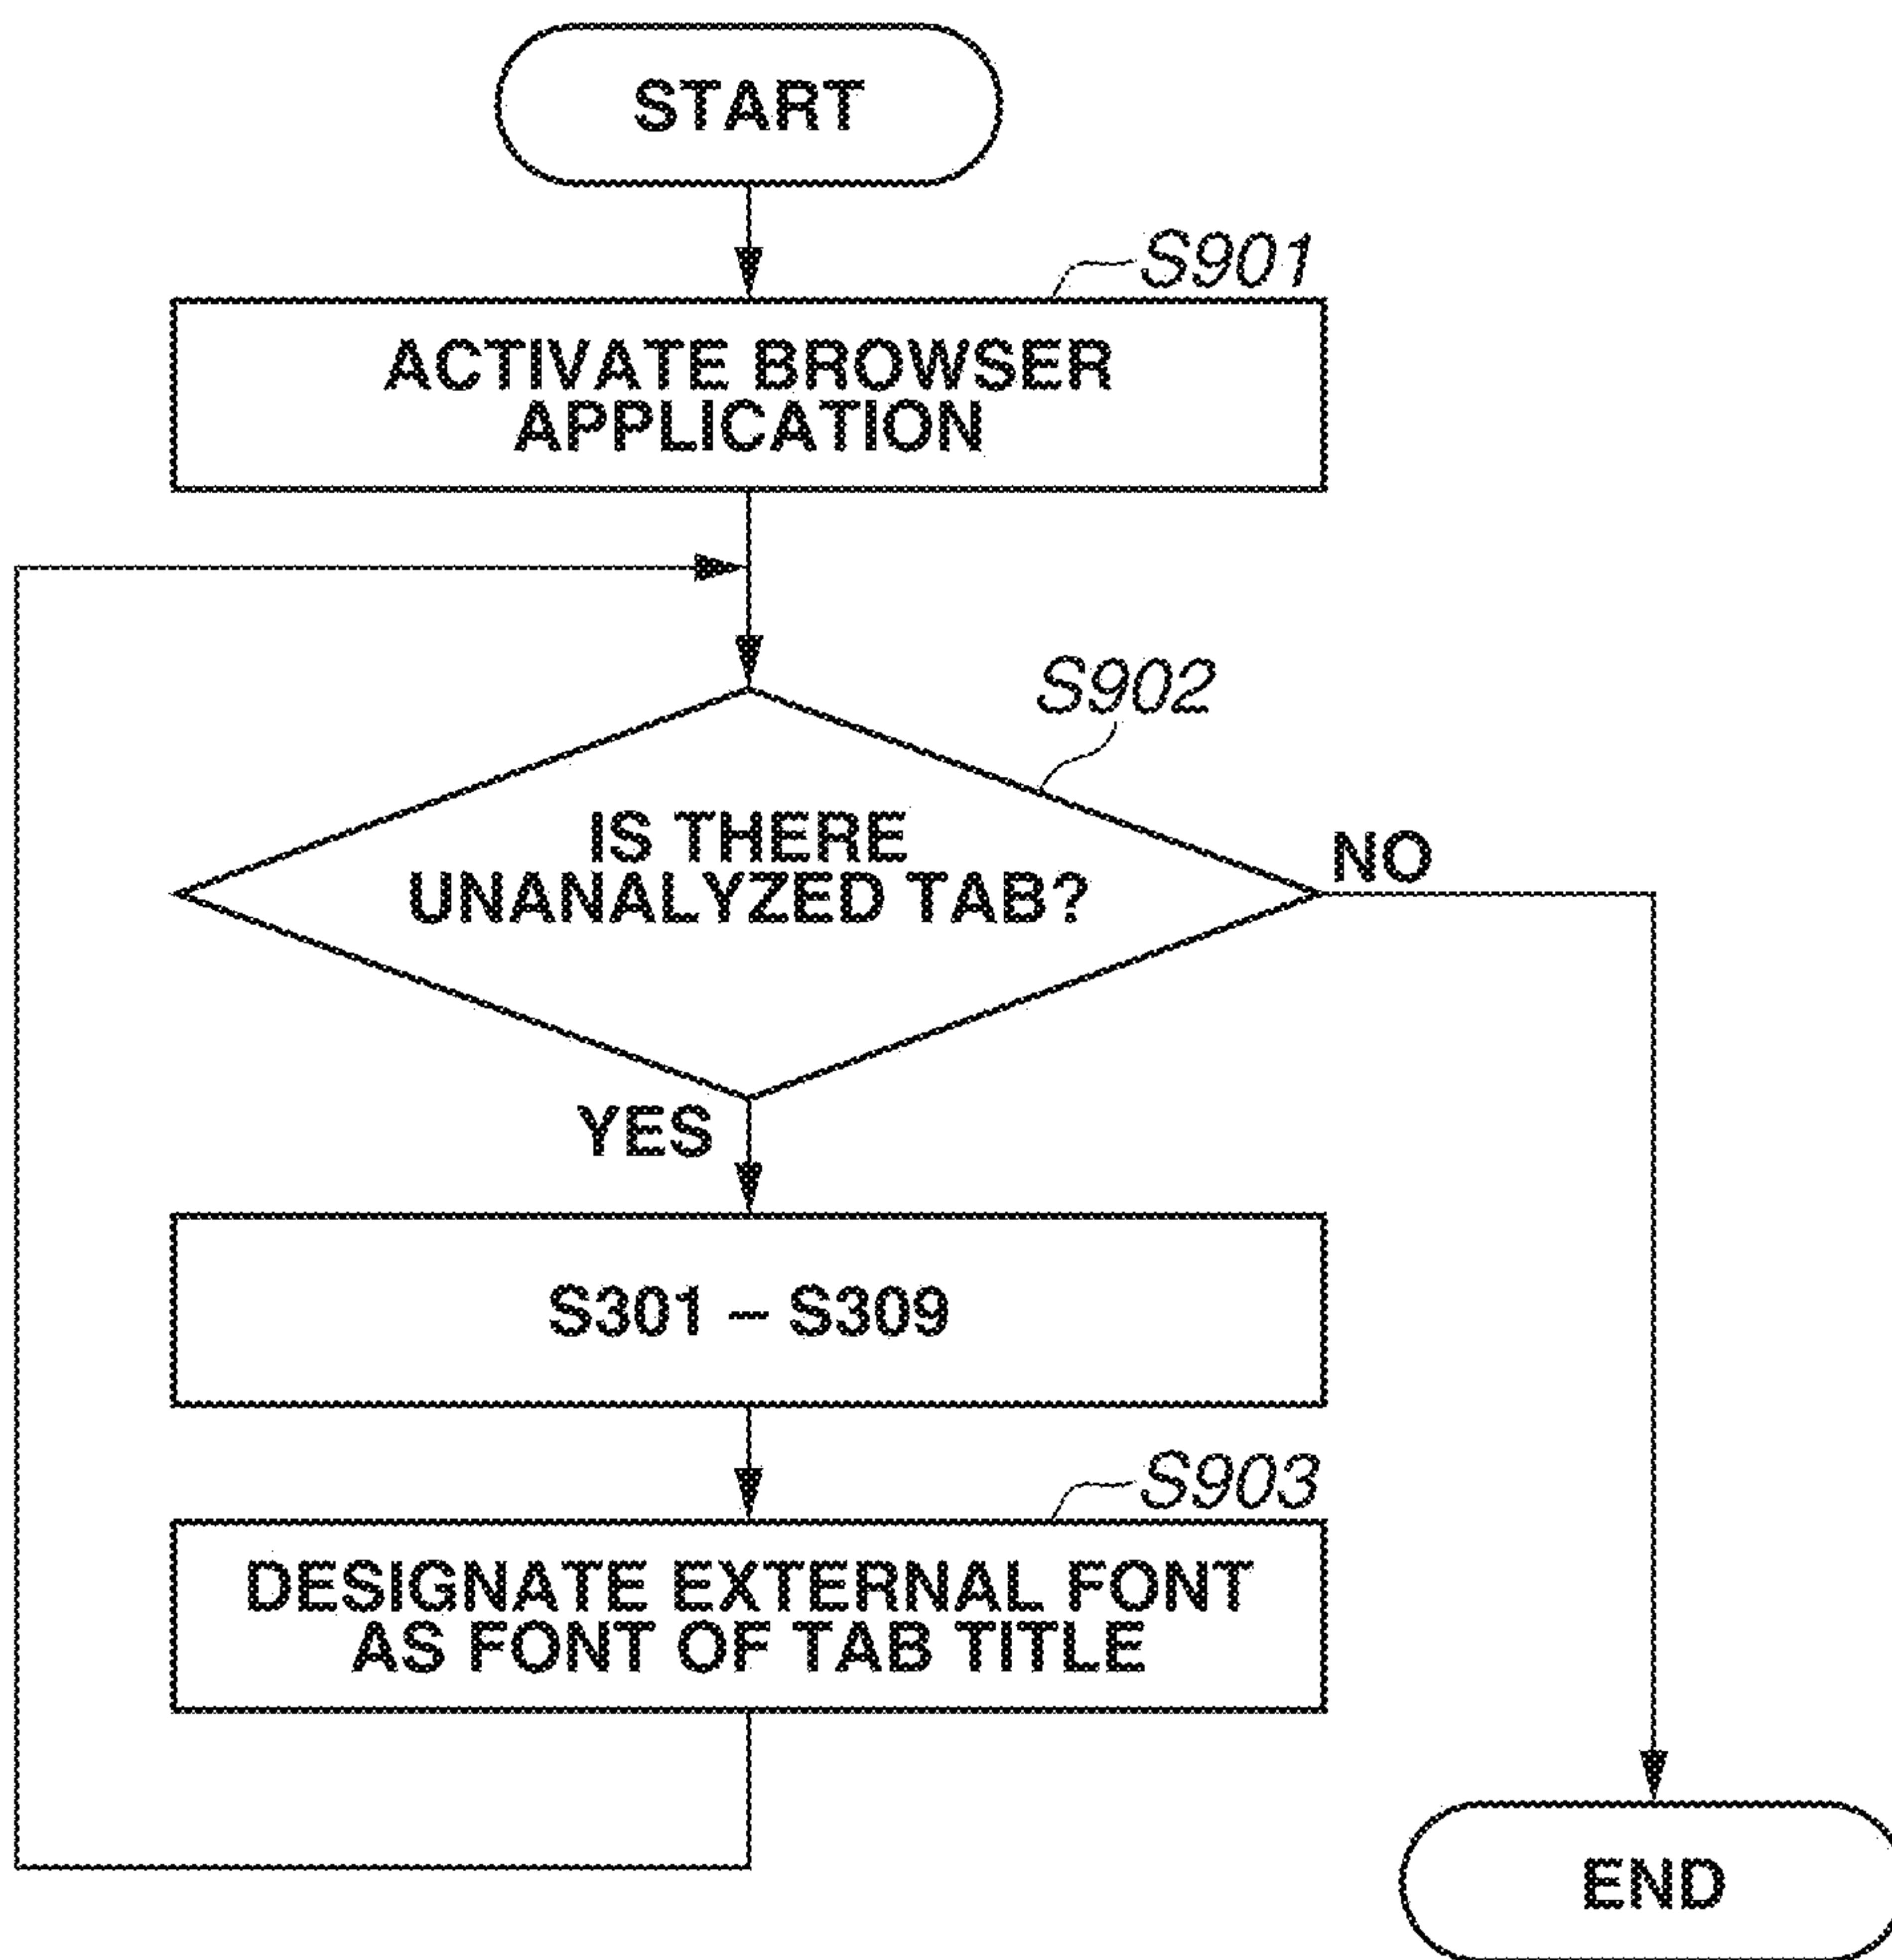 START
S901
ACTIVATE BROWSER
APPLICATION
S902
IS THERE
UNANALYZED TAB?
NO
YES
S301 – S309
S903
DESIGNATE EXTERNAL FONT
AS FONT OF TAB TITLE
END